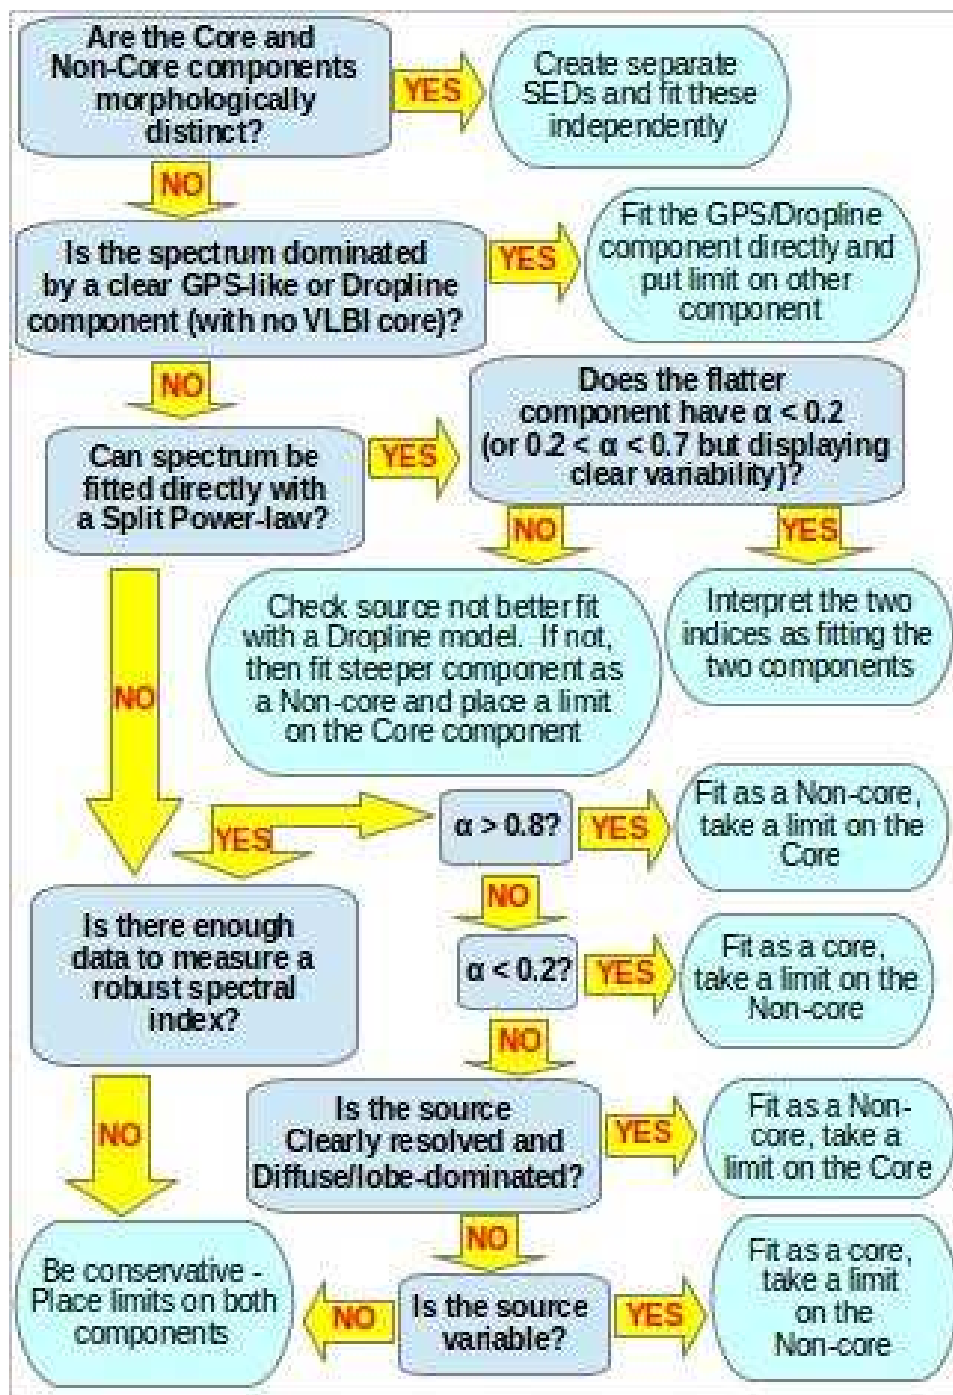 Are the Core and
Non-Core components
morphologically
distinct?
YES
Create separate
SEDs and fit these
independently
NO
Is the spectrum dominated
by a clear GPS-like or Dropline
component (with no VLBI core)?
YES
Fit the GPS/Dropline
component directly and
put limit on other
component
NO
Can spectrum be
fitted directly with
a Split Power-law?
YES
Does the flatter
component have α < 0.2
(or 0.2 < α < 0.7 but displaying
clear variability)?
NO
YES
Check source not better fit
with a Dropline model. If not,
then fit steeper component as
a Non-core and place a limit
on the Core component
Interpret the two
indices as fitting the
two components
NO
YES
α > 0.8?
YES
Fit as a Non-core,
take a limit on the
Core
NO
Is there enough
data to measure a
robust spectral
index?
α < 0.2?
YES
Fit as a core,
take a limit on the
Non-core
NO
NO
Is the source
Clearly resolved and
Diffuse/lobe-dominated?
YES
Fit as a Non-
core, take a
limit on the Core
NO
Be conservative -
Place limits on both
components
NO
Is the source
variable?
YES
Fit as a core,
take a limit
on the
Non-core